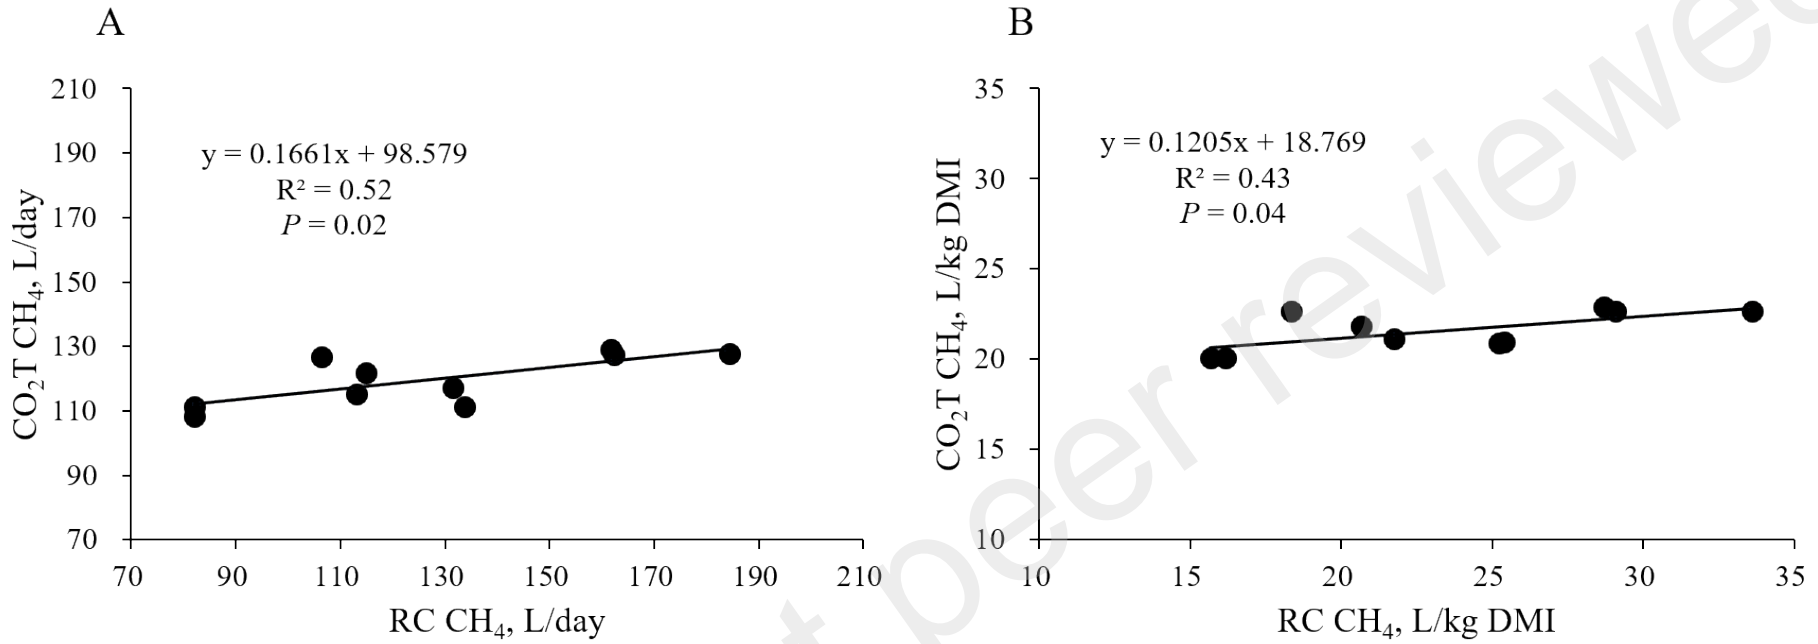 A
210
190
170
150
130
110
90
70
CO₂T CH₄, L/day
y = 0.1661x + 98.579
R² = 0.52
P = 0.02
70 90 110 130 150 170 190 210
RC CH₄, L/day
B
35
30
25
20
15
10
CO₂T CH₄, L/kg DMI
y = 0.1205x + 18.769
R² = 0.43
P = 0.04
10 15 20 25 30 35
RC CH₄, L/kg DMI
peer reviewed